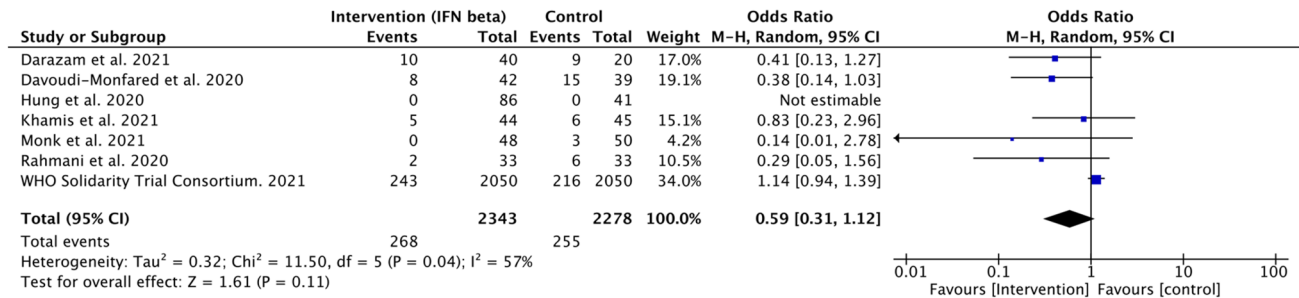 Intervention (IFN beta) Control Odds Ratio Odds Ratio
Study or Subgroup Events Total Events Total Weight M-H, Random, 95% CI M-H, Random, 95% CI
Darazam et al. 2021 10 40 9 20 17.0% 0.41 [0.13, 1.27]
Davoudi-Monfared et al. 2020 8 42 15 39 19.1% 0.38 [0.14, 1.03]
Hung et al. 2020 0 86 0 41 Not estimable
Khamis et al. 2021 5 44 6 45 15.1% 0.83 [0.23, 2.96]
Monk et al. 2021 0 48 3 50 4.2% 0.14 [0.01, 2.78]
Rahmani et al. 2020 2 33 6 33 10.5% 0.29 [0.05, 1.56]
WHO Solidarity Trial Consortium. 2021 243 2050 216 2050 34.0% 1.14 [0.94, 1.39]
Total (95% CI) 2343 2278 100.0% 0.59 [0.31, 1.12]
Total events 268 255
Heterogeneity: Tau² = 0.32; Chi² = 11.50, df = 5 (P = 0.04); I² = 57%
Test for overall effect: Z = 1.61 (P = 0.11)
0.01 0.1 1 10 100
Favours [Intervention] Favours [control]